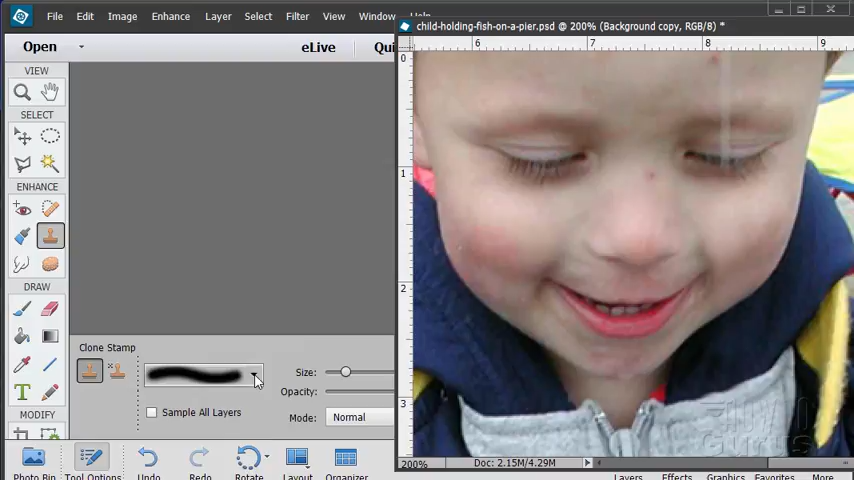 File Edit Image Enhance Layer Select Filter View Window Help
Open eLive Qui
child-holding-fish-on-a-pier.psd @ 200% (Background copy, RGB/8) *
6 7 8 9
0
1
2
3
VIEW
SELECT
ENHANCE
DRAW
T
MODIFY
Clone Stamp
Size:
Opacity:
Sample All Layers
Mode: Normal
200% Doc: 2.15M/4.29M
Photo Bin Tool Options Undo Redo Rotate Layout Organizer
Layers Effects Graphics Favorites More